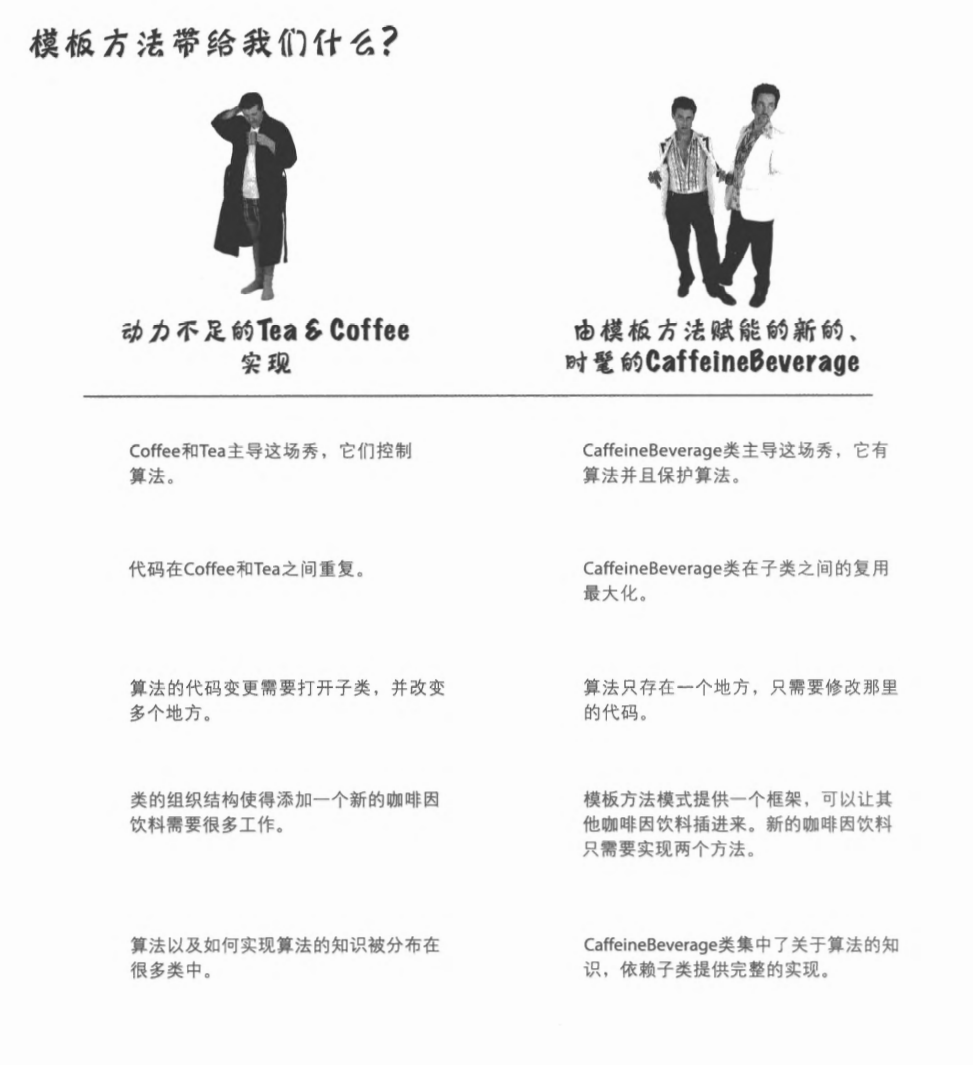 模板方法带给我们什么?
动力不足的Tea & Coffee
实现
由模板方法赋能的新的、
时髦的CaffeineBeverage
Coffee和Tea主导这场秀，它们控制
算法。
CaffeineBeverage类主导这场秀，它有
算法并且保护算法。
代码在Coffee和Tea之间重复。
CaffeineBeverage类在子类之间的复用
最大化。
算法的代码变更需要打开子类，并改变
多个地方。
算法只存在一个地方，只需要修改那里
的代码。
类的组织结构使得添加一个新的咖啡因
饮料需要很多工作。
模板方法模式提供一个框架，可以让其
他咖啡因饮料插进来。新的咖啡因饮料
只需要实现两个方法。
算法以及如何实现算法的知识被分布在
很多类中。
CaffeineBeverage类集中了关于算法的知
识，依赖子类提供完整的实现。